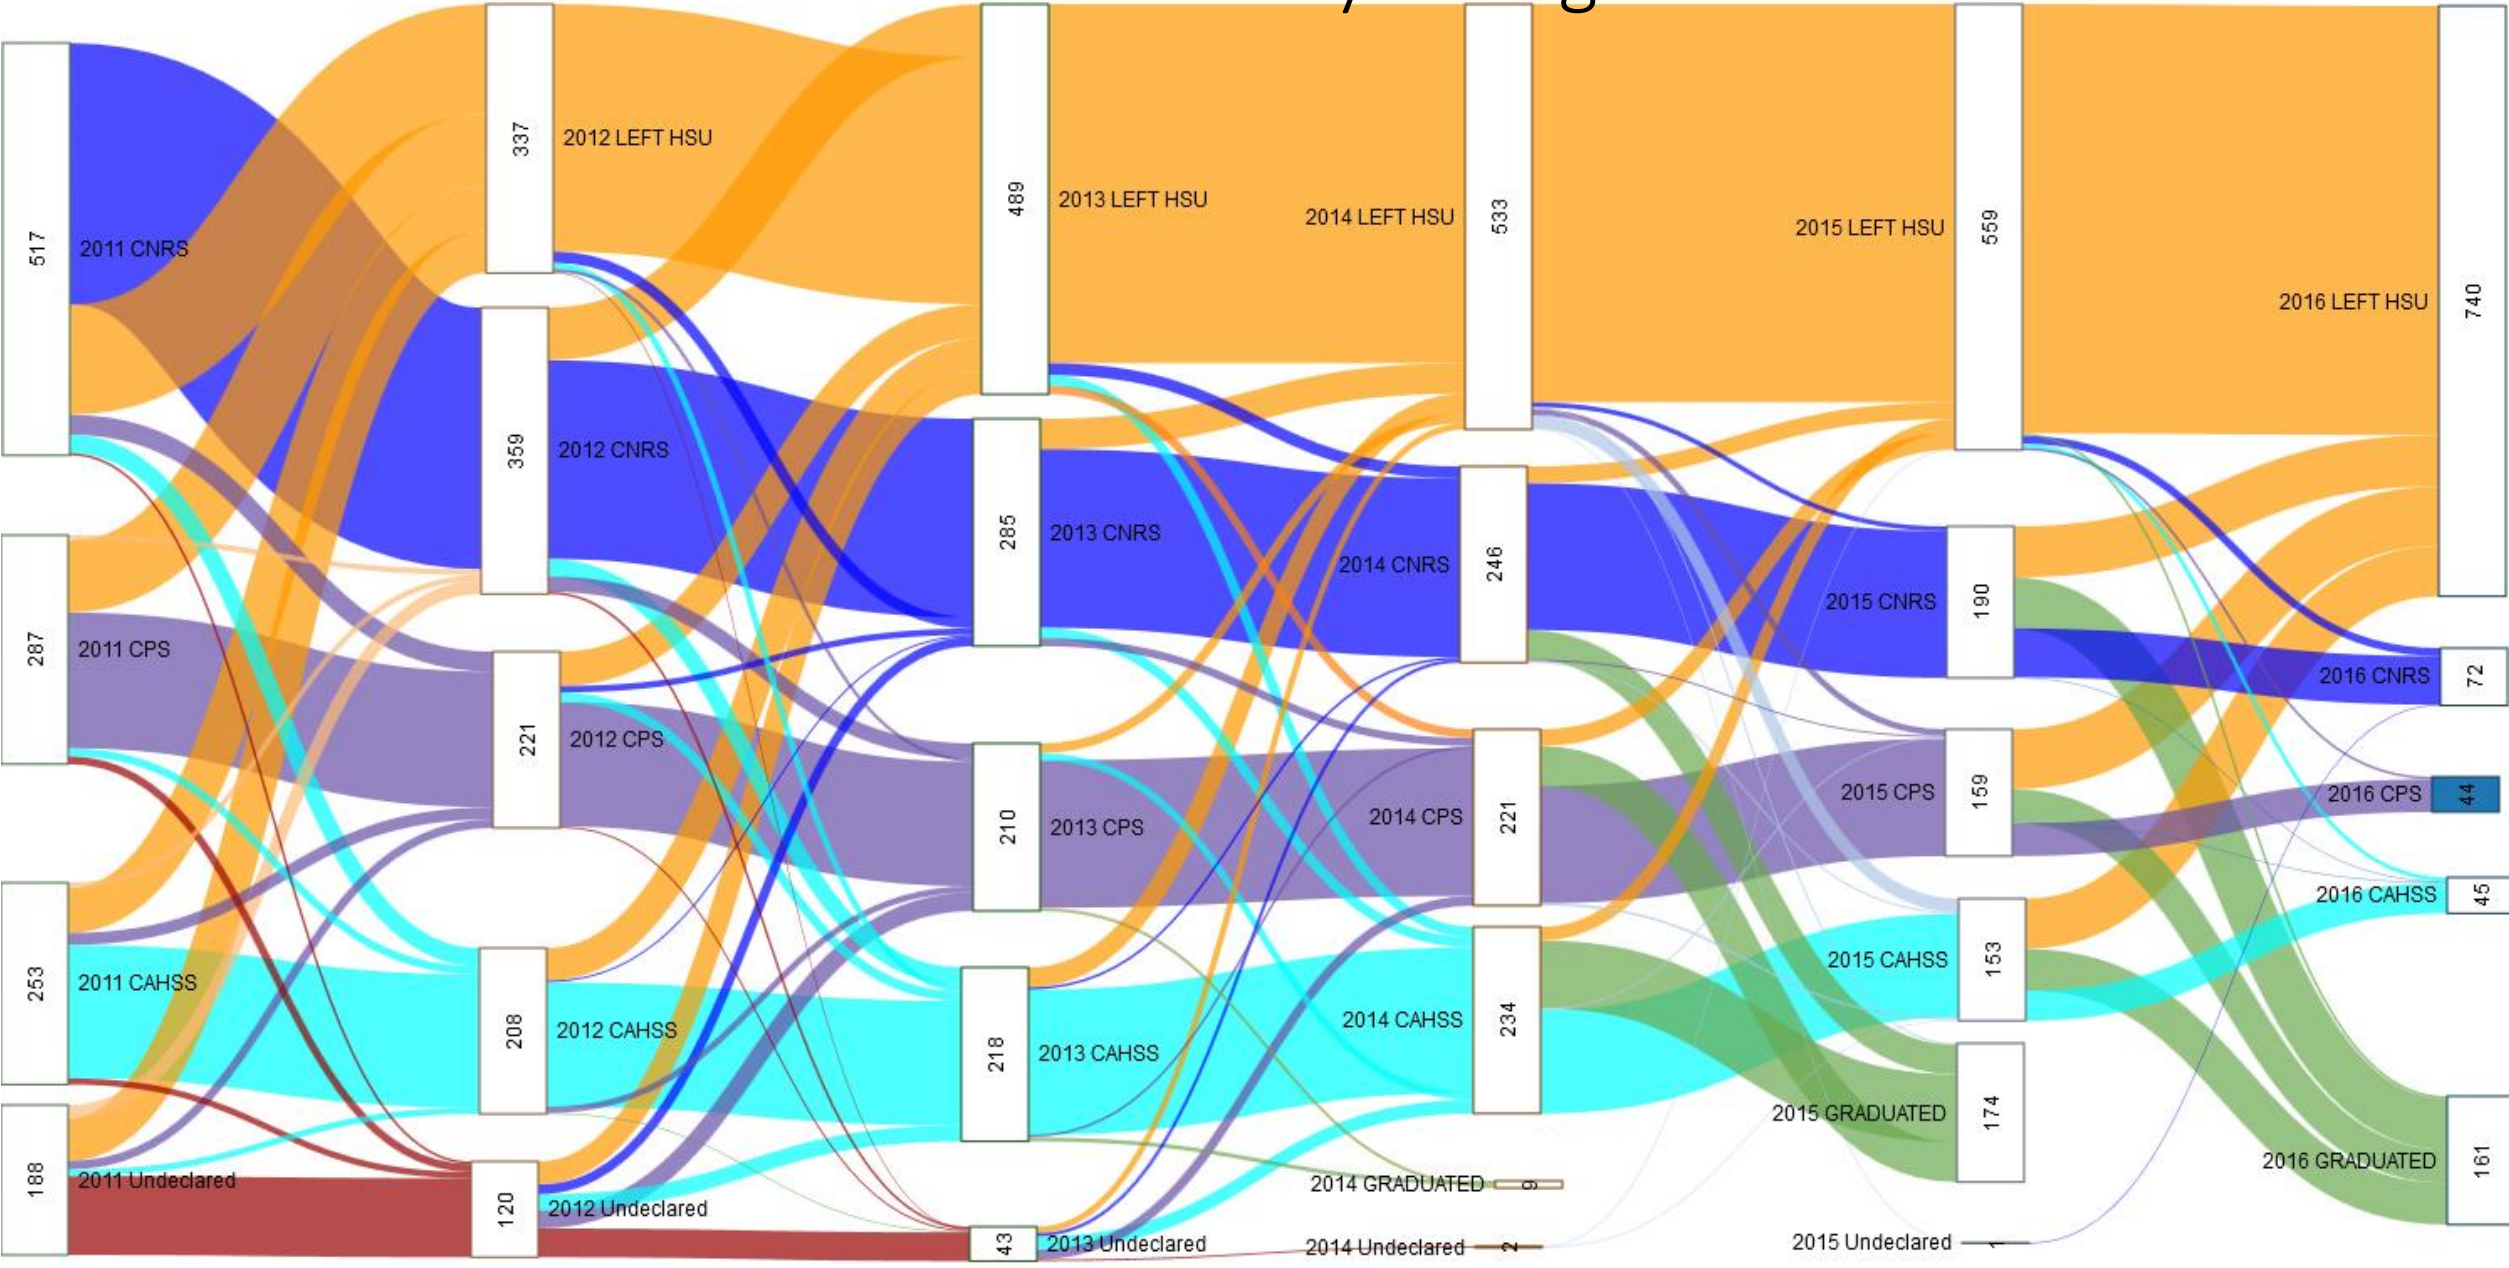 517
2011 CNRS
287
2011 CPS
253
2011 CAHSS
188
2011 Undeclared
337
2012 LEFT HSU
359
2012 CNRS
221
2012 CPS
208
2012 CAHSS
120
2012 Undeclared
489
2013 LEFT HSU
285
2013 CNRS
210
2013 CPS
218
2013 CAHSS
43
2013 Undeclared
2014 LEFT HSU
533
2014 CNRS
246
2014 CPS
221
2014 CAHSS
234
2014 GRADUATED
9
2014 Undeclared
2
2015 LEFT HSU
559
2015 CNRS
190
2015 CPS
159
2015 CAHSS
153
2015 GRADUATED
174
2015 Undeclared
1
2016 LEFT HSU
740
2016 CNRS
72
2016 CPS
44
2016 CAHSS
45
2016 GRADUATED
161